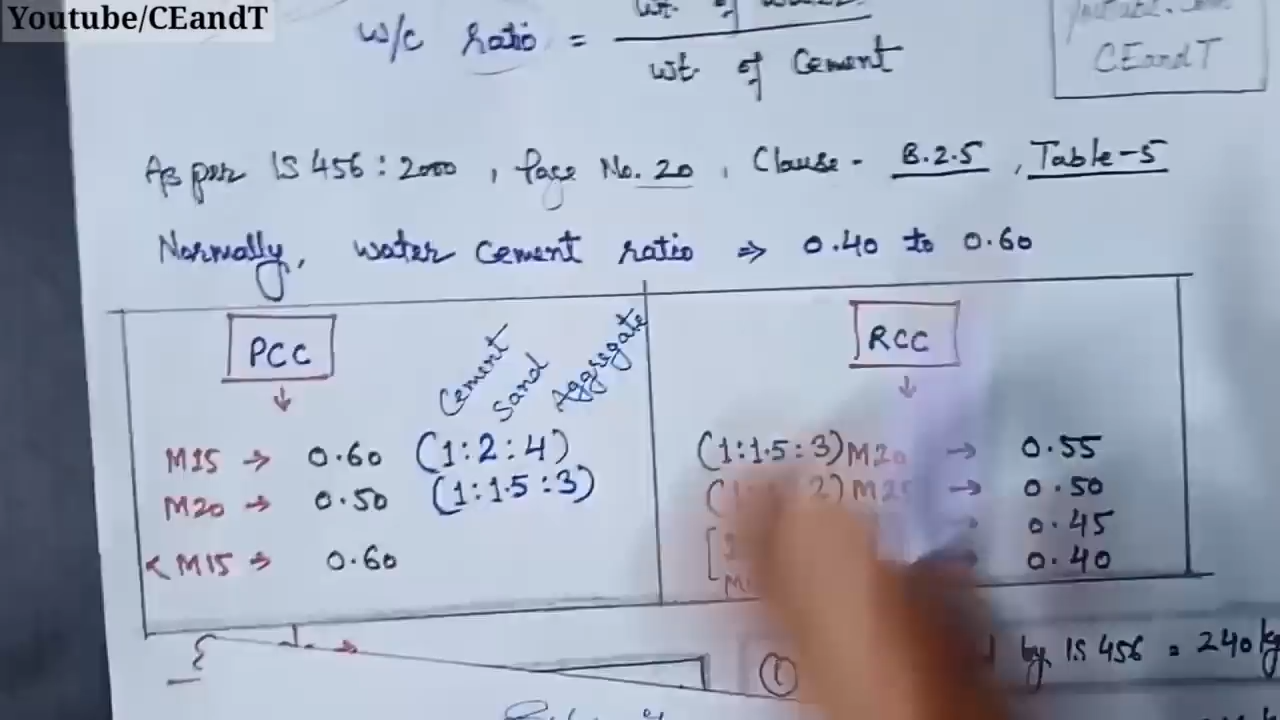 Youtube/CEandT
CEandT
w/c ratio =
wt. of Cement
As per IS 456:2000, Page No. 20, Clause - 8.2.5, Table-5
Normally, water cement ratio ⇒ 0.40 to 0.60
PCC
Cement
Sand
Aggregate
M15 → 0.60 (1:2:4)
M20 → 0.50 (1:1.5:3)
< M15 → 0.60
RCC
(1:1.5:3) M20 → 0.55
→ 0.50
0.45
0.40
① by IS 456 = 240 kg